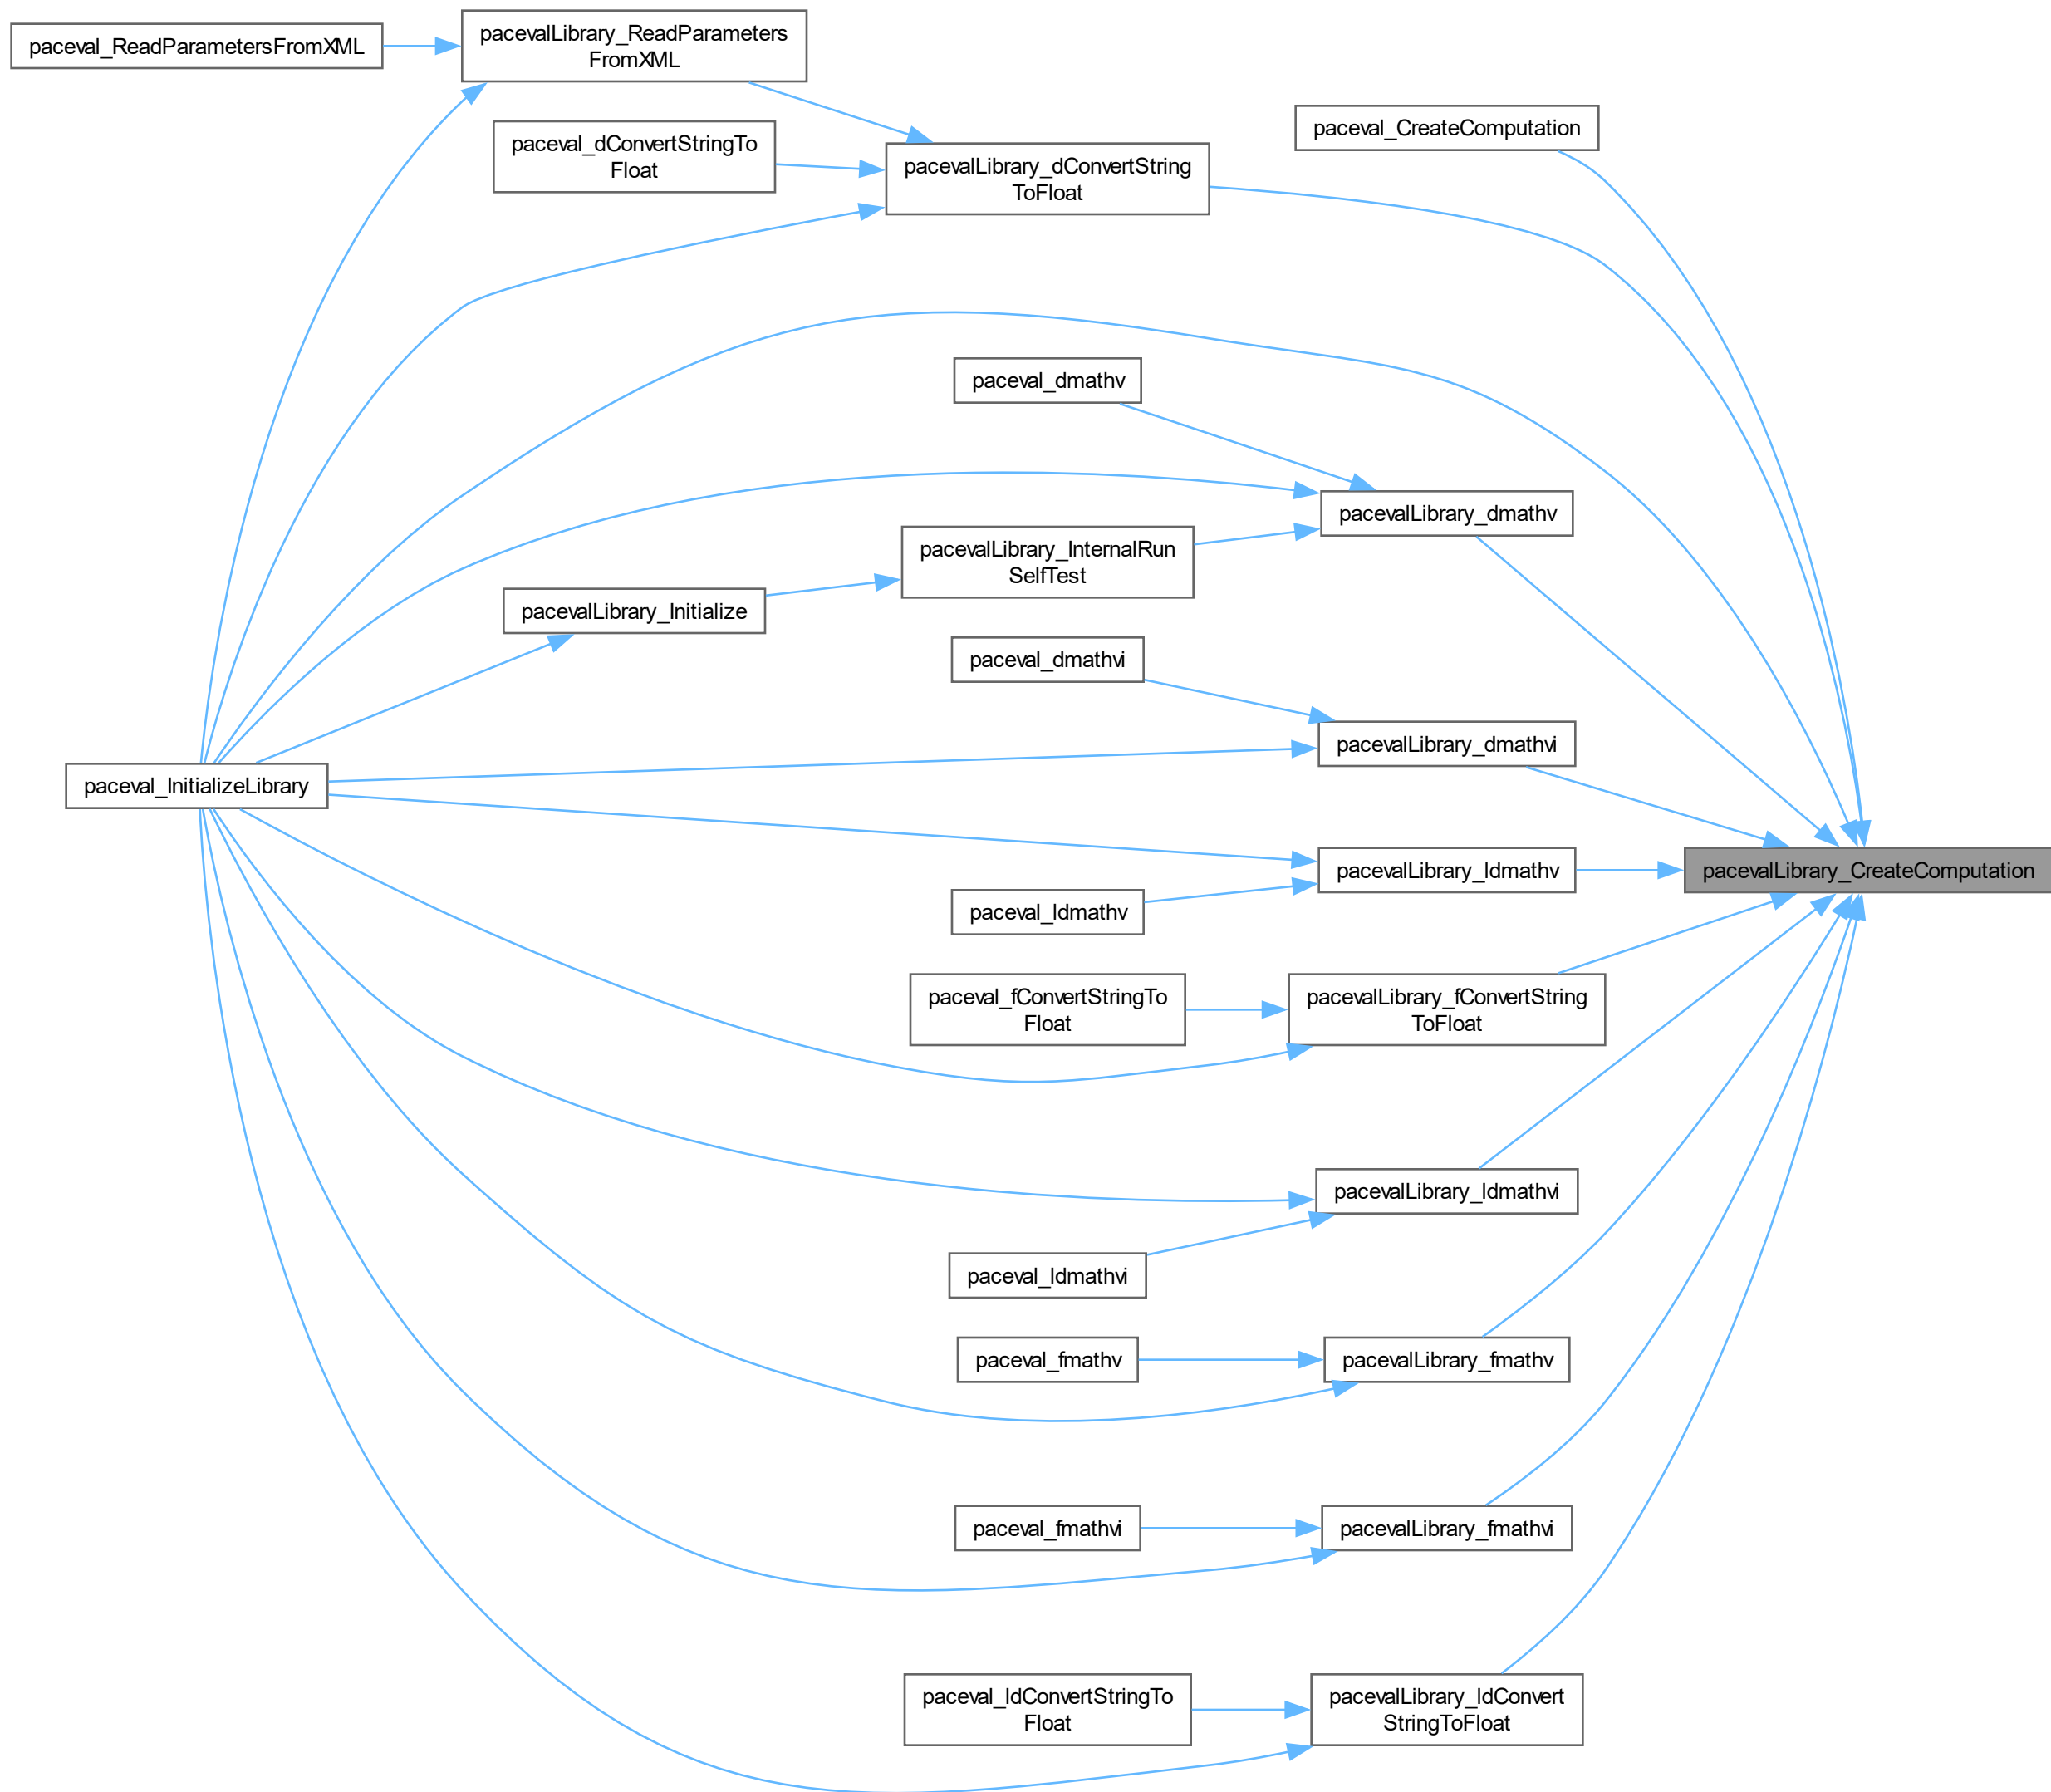 paceval_ReadParametersFromXML
pacevalLibrary_ReadParameters
FromXML
paceval_CreateComputation
paceval_dConvertStringTo
Float
pacevalLibrary_dConvertString
ToFloat
paceval_dmathv
pacevalLibrary_dmathv
pacevalLibrary_InternalRun
SelfTest
pacevalLibrary_Initialize
paceval_dmathvi
pacevalLibrary_dmathvi
paceval_InitializeLibrary
pacevalLibrary_ldmathv
pacevalLibrary_CreateComputation
paceval_ldmathv
paceval_fConvertStringTo
Float
pacevalLibrary_fConvertString
ToFloat
pacevalLibrary_ldmathvi
paceval_ldmathvi
paceval_fmathv
pacevalLibrary_fmathv
paceval_fmathvi
pacevalLibrary_fmathvi
paceval_ldConvertStringTo
Float
pacevalLibrary_ldConvert
StringToFloat